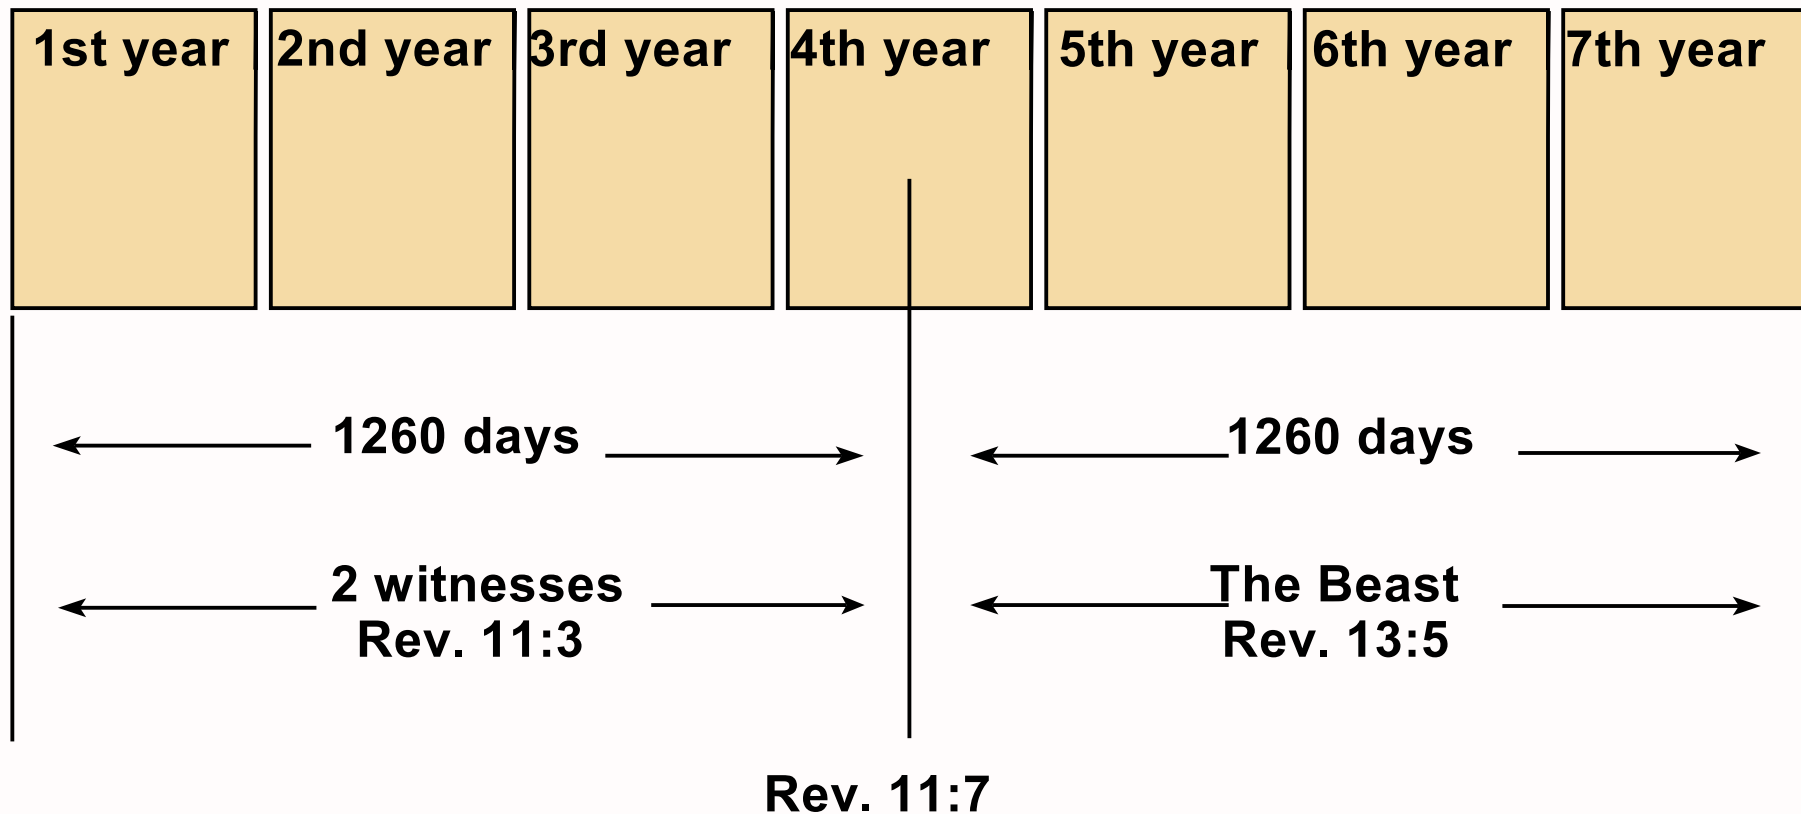 1st year 2nd year 3rd year 4th year 5th year 6th year 7th year
1260 days 1260 days
2 witnesses The Beast
Rev. 11:3 Rev. 13:5
Rev. 11:7